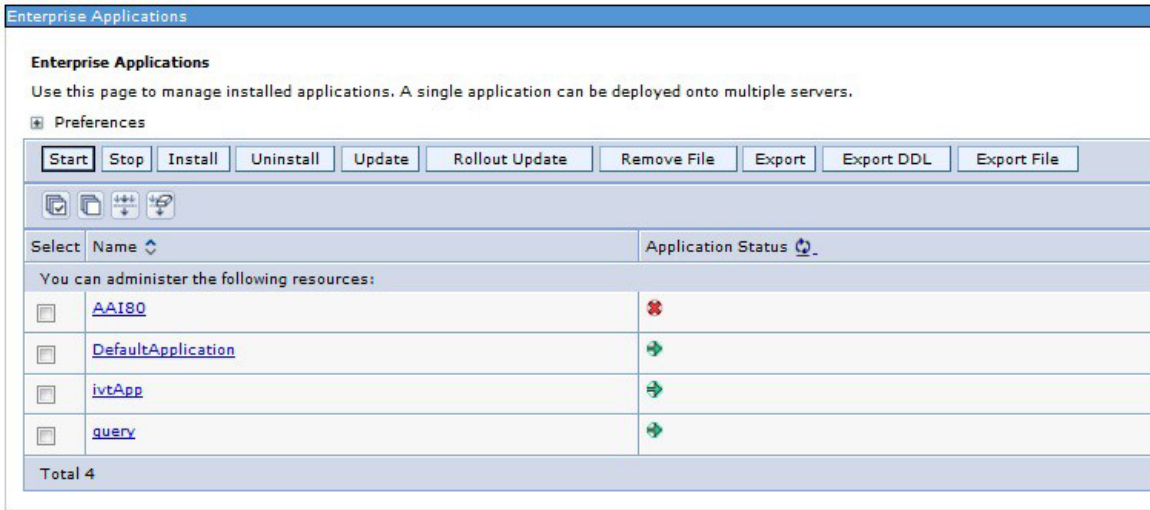 Enterprise Applications
Enterprise Applications
Use this page to manage installed applications. A single application can be deployed onto multiple servers.
Preferences
Start Stop Install Uninstall Update Rollout Update Remove File Export Export DDL Export File
Select Name Application Status
You can administer the following resources:
AAI80
DefaultApplication
ivtApp
query
Total 4